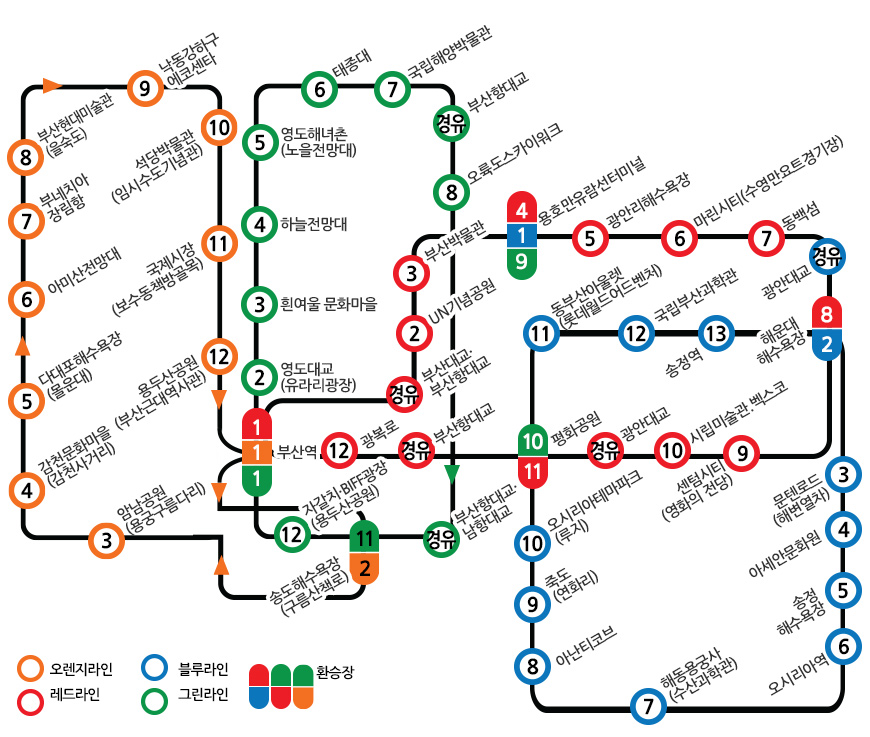 9
낙동강하구
에코센타
8
부산현대미술관
(을숙도)
7
부네치아
장림항
6
아미산전망대
5
다대포해수욕장
(몰운대)
4
감천문화마을
(감천사거리)
3
암남공원
(용궁구름다리)
10
석당박물관
(임시수도기념관)
11
국제시장
(보수동책방골목)
12
용두산공원
(부산근대역사관)
6
태종대
7
국립해양박물관
경유
부산항대교
5
영도해녀촌
(노을전망대)
8
오륙도스카이워크
4
하늘전망대
3
흰여울 문화마을
2
영도대교
(유라리광장)
1
1
1
부산역
12
광복로
경유
부산항대교
3
부산박물관
2
UN기념공원
경유
부산대교·
부산항대교
4
1
9
용호만유람선터미널
5
광안리해수욕장
6
마린시티(수영만요트경기장)
7
동백섬
경유
광안대교
8
2
해운대
해수욕장
11
동부산아울렛
(롯데월드어드벤처)
12
국립부산과학관
13
송정역
10
11
평화공원
경유
광안대교
10
시립미술관.벡스코
9
센텀시티
(영화의 전당)
3
문텐로드
(해변열차)
4
아세안문화원
5
송정
해수욕장
6
오시리아역
7
해동용궁사
(수산과학관)
8
아난티코브
9
죽도
(연화리)
10
오시리아테마파크
(루지)
12
자갈치·BIFF광장
(용두산공원)
11
2
송도해수욕장
(구름산책로)
경유
부산항대교·
남항대교
오렌지라인
블루라인
환승장
레드라인
그린라인